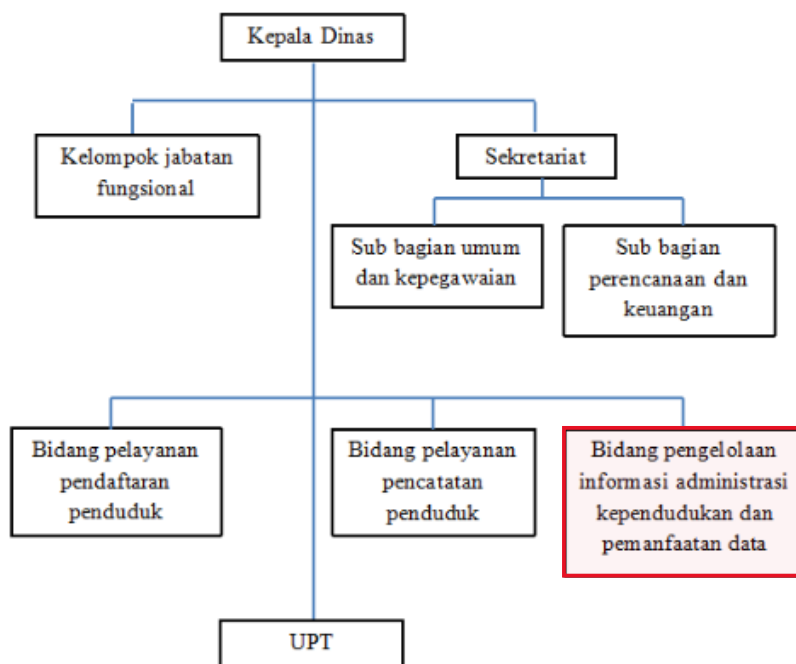 Kepala Dinas
Kelompok jabatan
fungsional
Sekretariat
Sub bagian umum
dan kepegawaian
Sub bagian
perencanaan dan
keuangan
Bidang pelayanan
pendaftaran
penduduk
Bidang pelayanan
pencatatan
penduduk
Bidang pengelolaan
informasi administrasi
kependudukan dan
pemanfaatan data
UPT